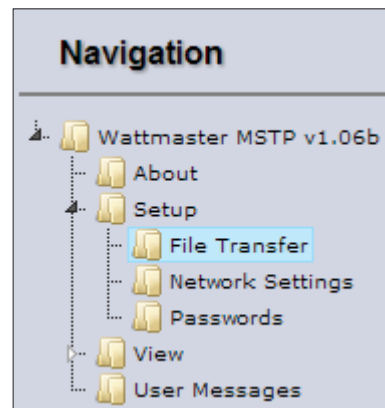 Navigation
Wattmaster MSTP v1.06b
About
Setup
File Transfer
Network Settings
Passwords
View
User Messages